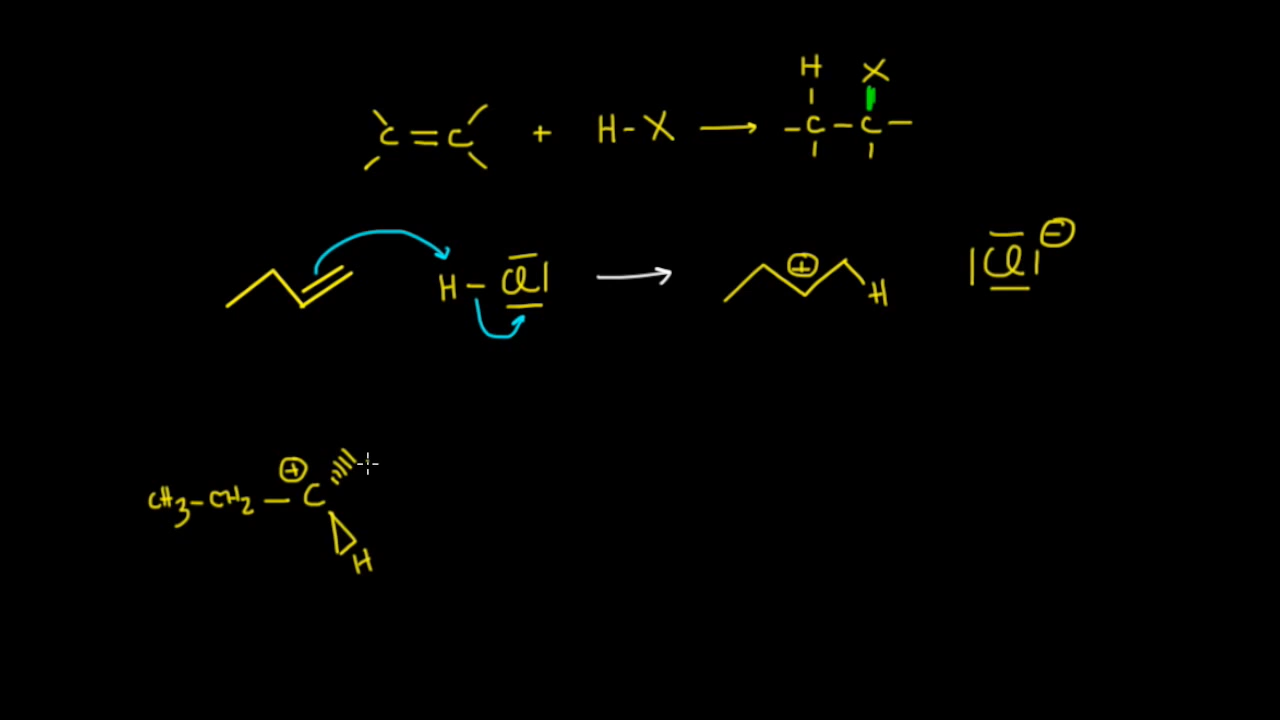 H X
C = C + H - X → - C - C -
⊕ | Cl | ⊖
H - Cl | → H
⊕
CH3 - CH2 - C
H